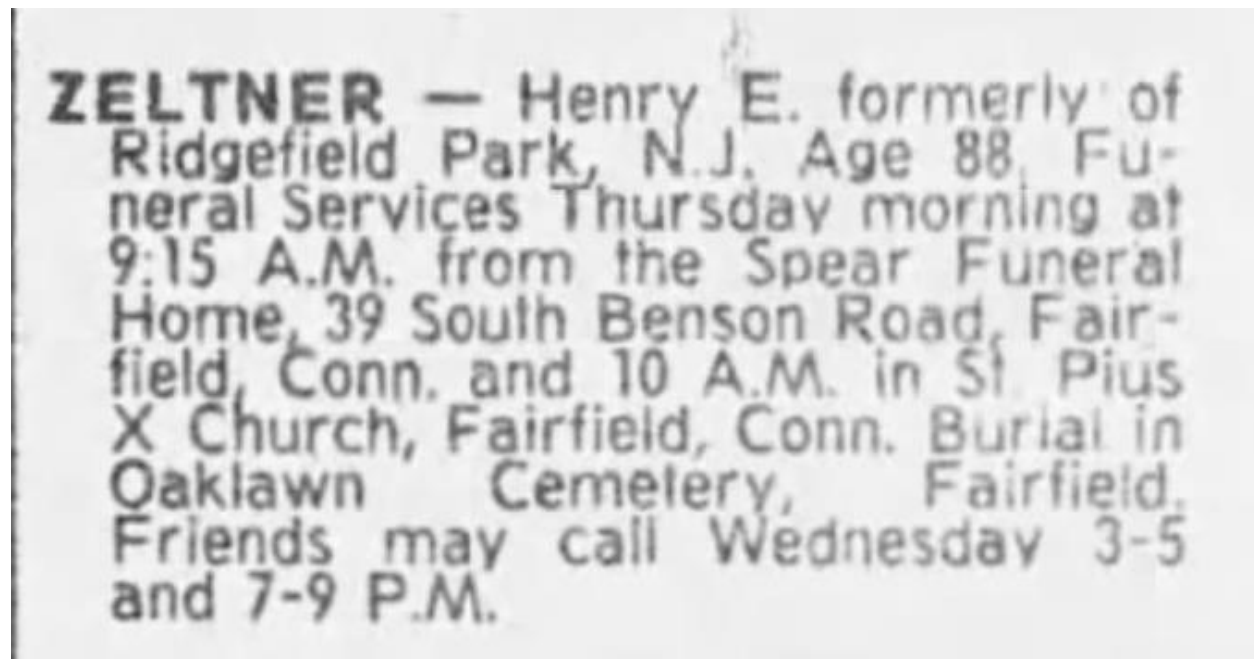 ZELTNER — Henry E. formerly of
Ridgefield Park, N.J. Age 88. Fu-
neral Services Thursday morning at
9:15 A.M. from the Spear Funeral
Home, 39 South Benson Road, Fair-
field, Conn. and 10 A.M. in St. Pius
X Church, Fairfield, Conn. Burial in
Oaklawn Cemetery, Fairfield.
Friends may call Wednesday 3-5
and 7-9 P.M.